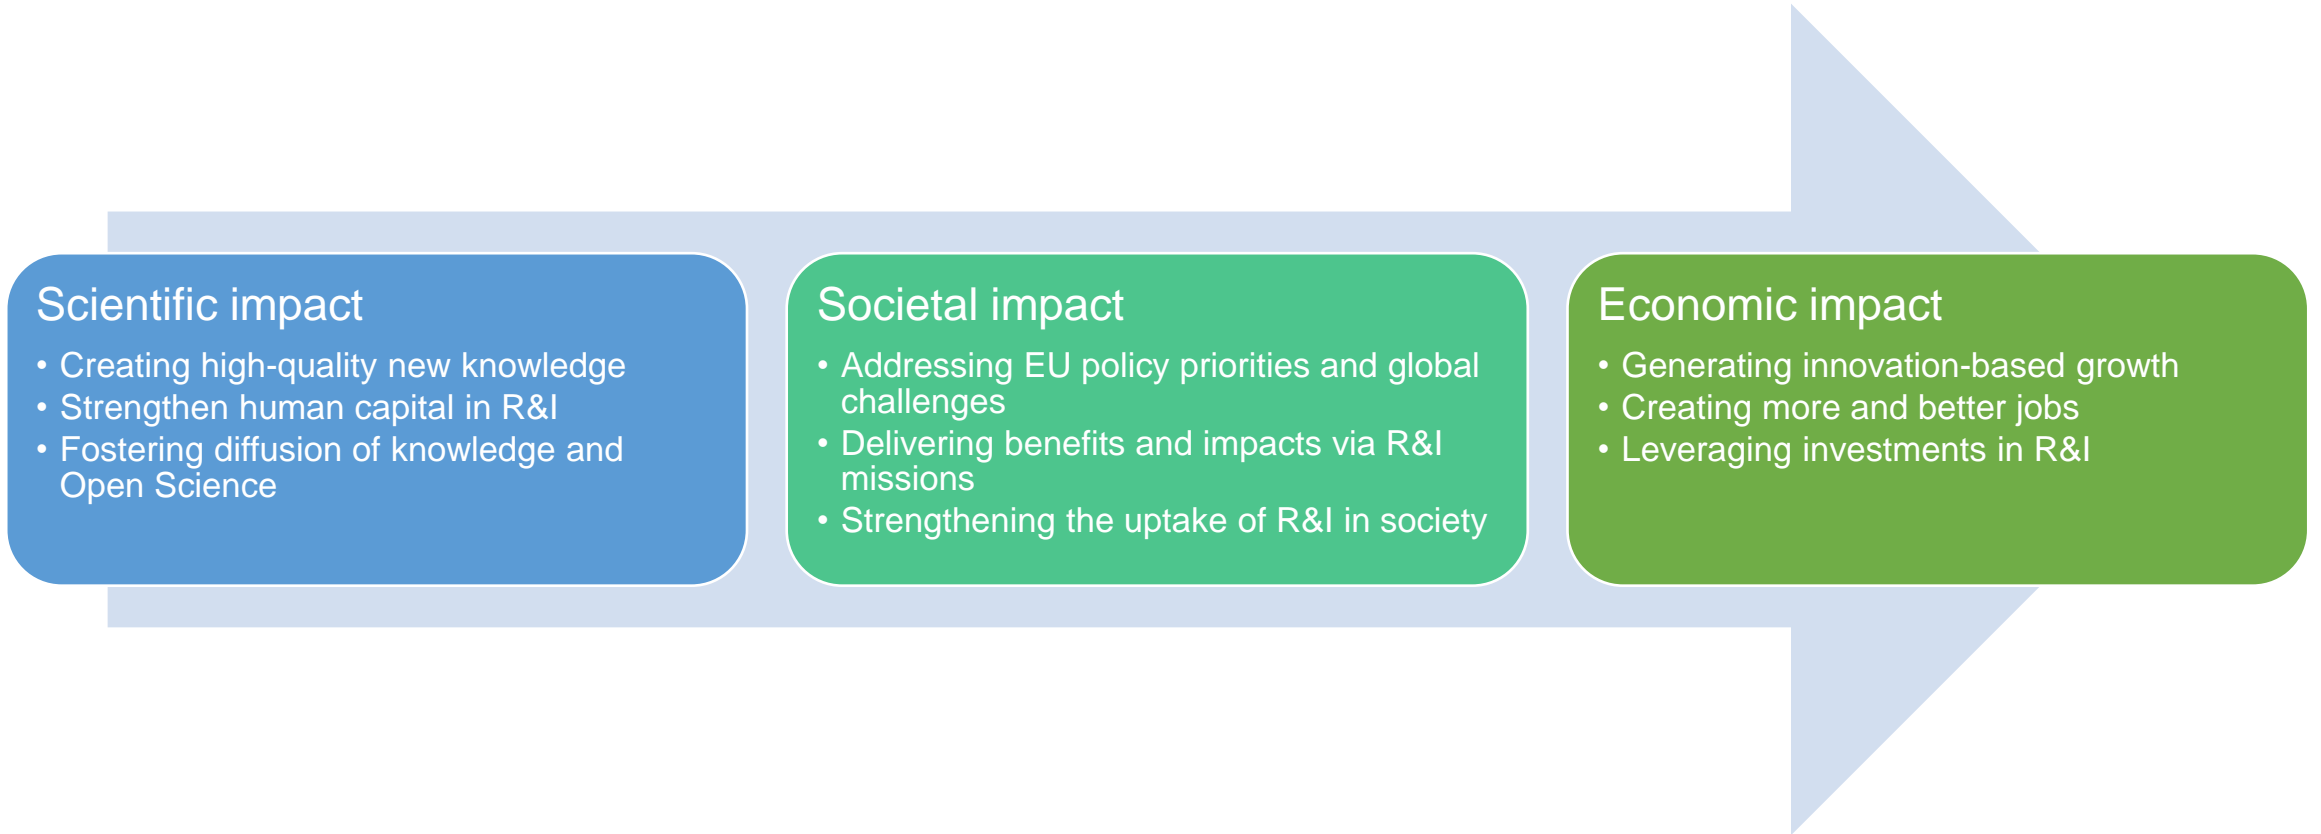 Scientific impact
• Creating high-quality new knowledge
• Strengthen human capital in R&I
• Fostering diffusion of knowledge and
Open Science
Societal impact
• Addressing EU policy priorities and global
challenges
• Delivering benefits and impacts via R&I
missions
• Strengthening the uptake of R&I in society
Economic impact
• Generating innovation-based growth
• Creating more and better jobs
• Leveraging investments in R&I